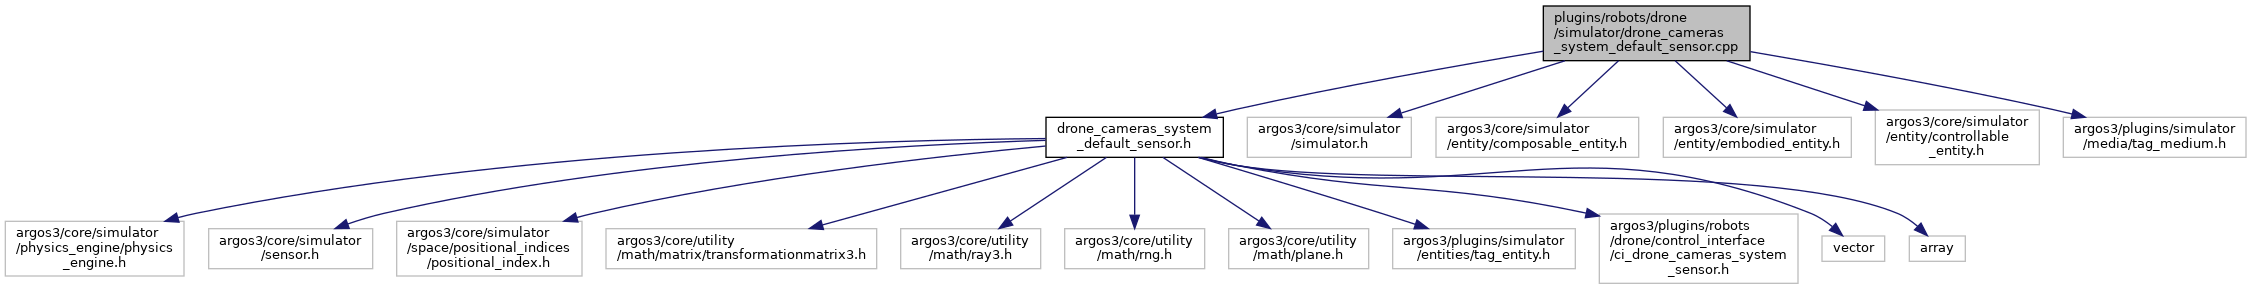 plugins/robots/drone
/simulator/drone_cameras
_system_default_sensor.cpp
drone_cameras_system
_default_sensor.h
argos3/core/simulator
/simulator.h
argos3/core/simulator
/entity/composable_entity.h
argos3/core/simulator
/entity/embodied_entity.h
argos3/core/simulator
/entity/controllable
_entity.h
argos3/plugins/simulator
/media/tag_medium.h
argos3/core/simulator
/physics_engine/physics
_engine.h
argos3/core/simulator
/sensor.h
argos3/core/simulator
/space/positional_indices
/positional_index.h
argos3/core/utility
/math/matrix/transformationmatrix3.h
argos3/core/utility
/math/ray3.h
argos3/core/utility
/math/rng.h
argos3/core/utility
/math/plane.h
argos3/plugins/simulator
/entities/tag_entity.h
argos3/plugins/robots
/drone/control_interface
/ci_drone_cameras_system
_sensor.h
vector
array